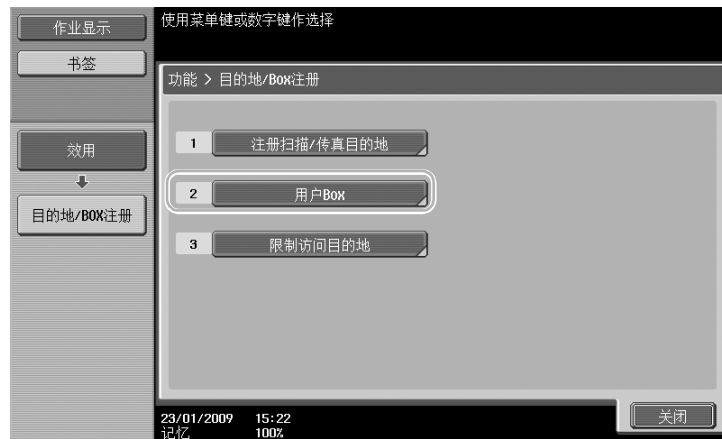 作业显示
书签
效用
目的地/BOX注册
使用菜单键或数字键作选择
功能 > 目的地/Box注册
1 注册扫描/传真目的地
2 用户Box
3 限制访问目的地
23/01/2009 15:22
记忆 100%
关闭